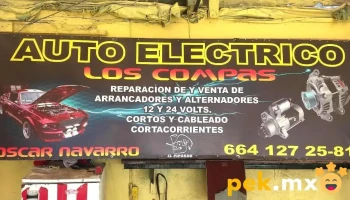 AUTO ELECTRICO
LOS COMPAS
REPARACION DE Y VENTA DE
ARRANCADORES Y ALTERNADORES
12 Y 24 VOLTS.
CORTOS Y CABLEADO
CORTACORRIENTES
OSCAR NAVARRO
664 127 25-81
pek.mx